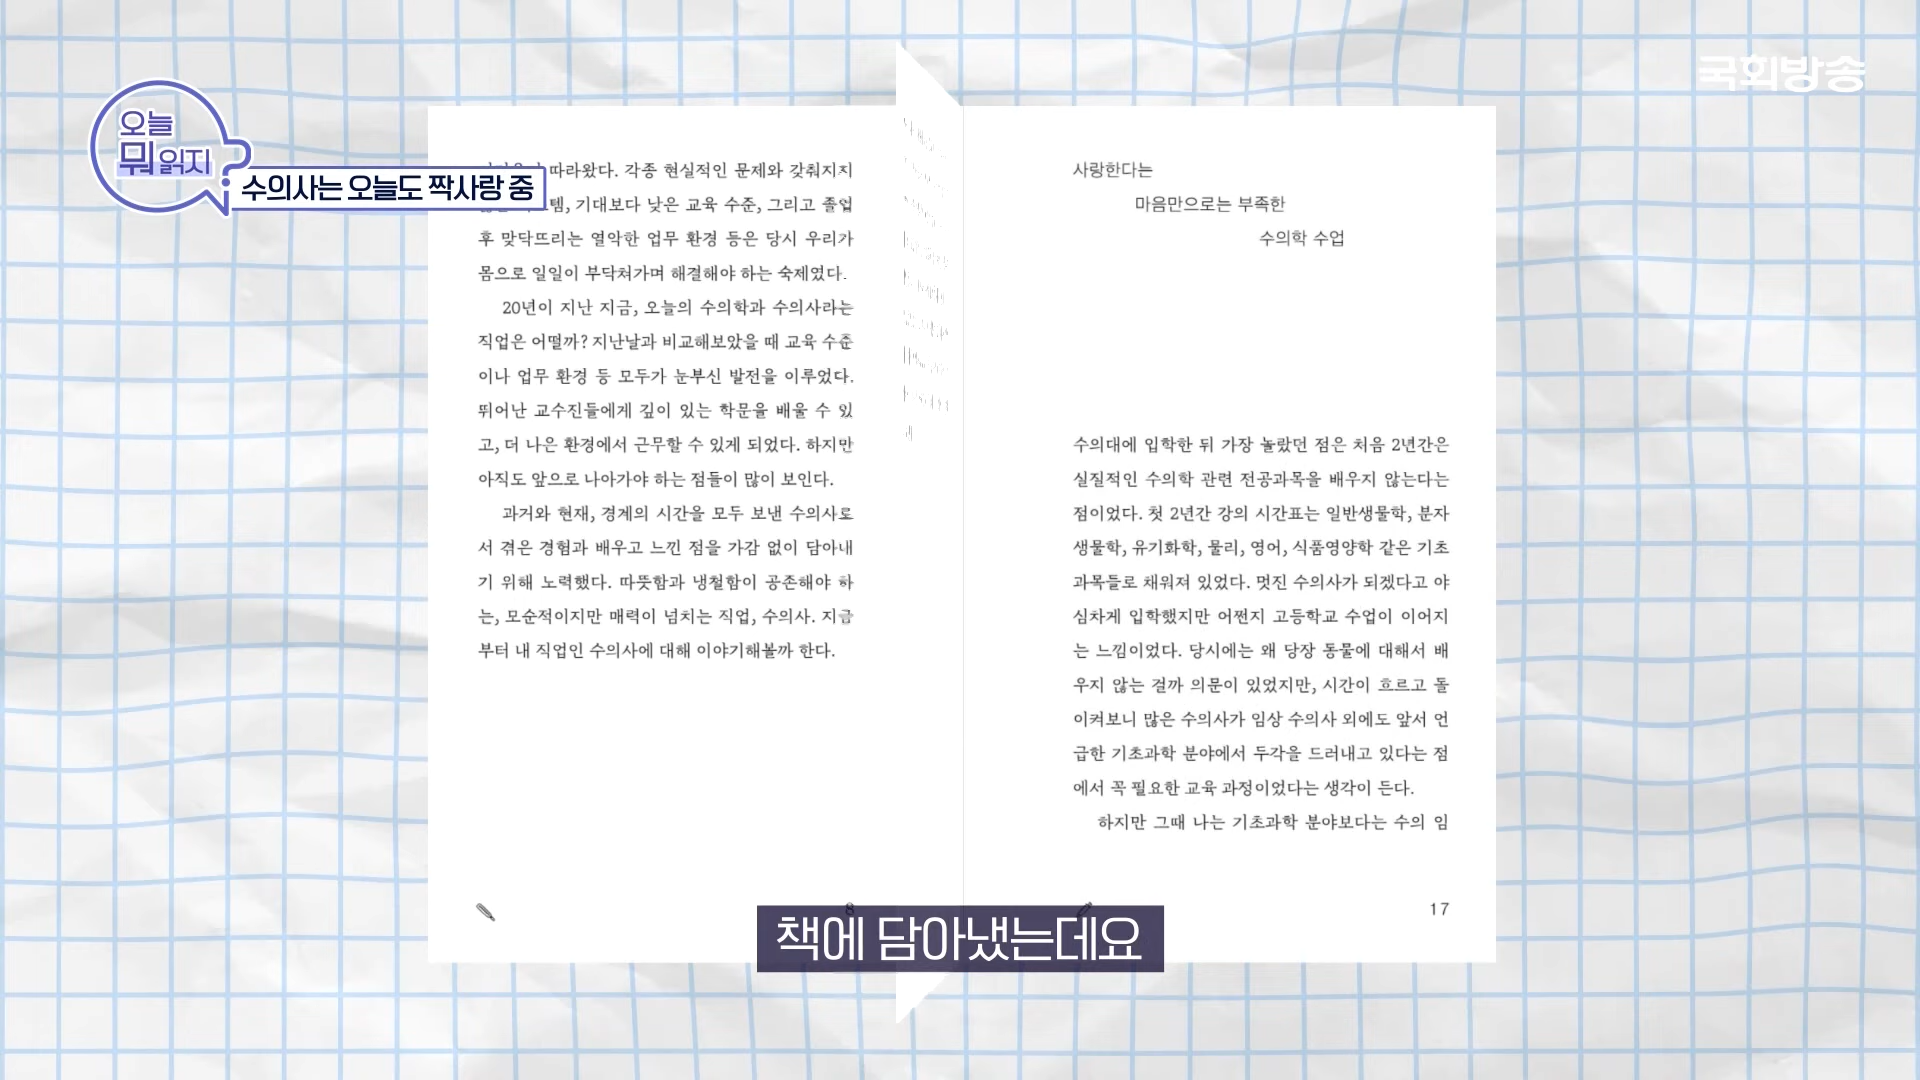 국회방송
오늘
뭐 읽지
수의사는 오늘도 짝사랑 중
따라왔다. 각종 현실적인 문제와 갖춰지지
기대보다 낮은 교육 수준, 그리고 졸업
후 맞닥뜨리는 열악한 업무 환경 등은 당시 우리가
몸으로 일일이 부닥쳐가며 해결해야 하는 숙제였다.
20년이 지난 지금, 오늘의 수의학과 수의사라는
직업은 어떨까? 지난날과 비교해보았을 때 교육 수준
이나 업무 환경 등 모두가 눈부신 발전을 이루었다.
뛰어난 교수진들에게 깊이 있는 학문을 배울 수 있
고, 더 나은 환경에서 근무할 수 있게 되었다. 하지만
아직도 앞으로 나아가야 하는 점들이 많이 보인다.
과거와 현재, 경계의 시간을 모두 보낸 수의사로
서 겪은 경험과 배우고 느낀 점을 가감 없이 담아내
기 위해 노력했다. 따뜻함과 냉철함이 공존해야 하
는, 모순적이지만 매력이 넘치는 직업, 수의사. 지금
부터 내 직업인 수의사에 대해 이야기해볼까 한다.
8
사랑한다는
마음만으로는 부족한
수의학 수업
수의대에 입학한 뒤 가장 놀랐던 점은 처음 2년간은
실질적인 수의학 관련 전공과목을 배우지 않는다는
점이었다. 첫 2년간 강의 시간표는 일반생물학, 분자
생물학, 유기화학, 물리, 영어, 식품영양학 같은 기초
과목들로 채워져 있었다. 멋진 수의사가 되겠다고 야
심차게 입학했지만 어쩐지 고등학교 수업이 이어지
는 느낌이었다. 당시에는 왜 당장 동물에 대해서 배
우지 않는 걸까 의문이 있었지만, 시간이 흐르고 돌
이켜보니 많은 수의사가 임상 수의사 외에도 앞서 언
급한 기초과학 분야에서 두각을 드러내고 있다는 점
에서 꼭 필요한 교육 과정이었다는 생각이 든다.
하지만 그때 나는 기초과학 분야보다는 수의 임
17
책에 담아냈는데요